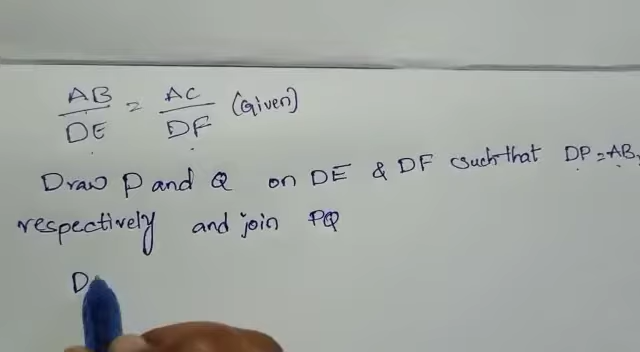 AB/DE = AC/DF (Given)
Draw P and Q on DE & DF such that DP = AB,
respectively and join PQ
D